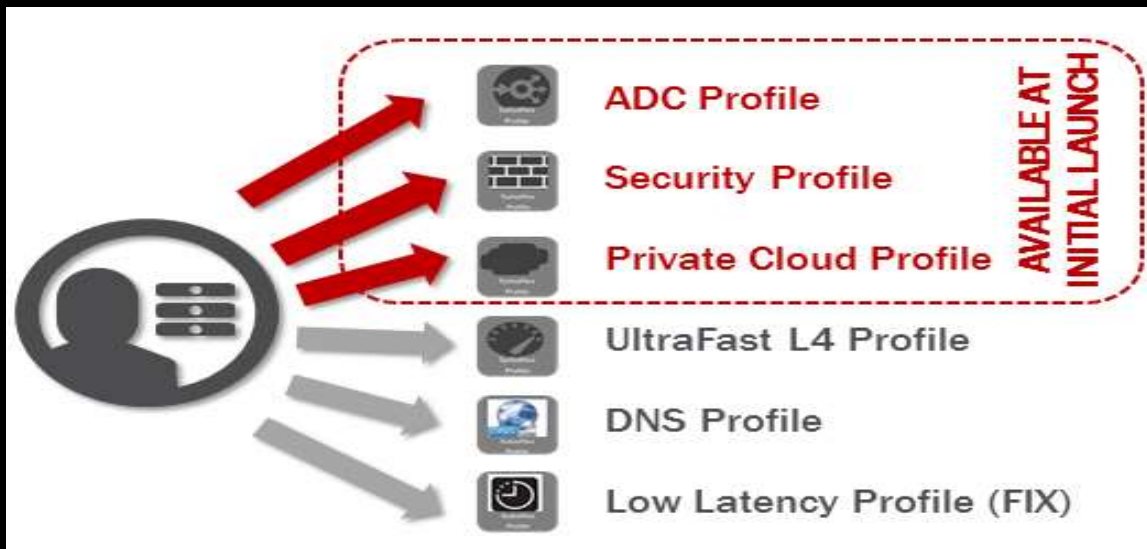 ADC Profile
Security Profile
Private Cloud Profile
AVAILABLE AT
INITIAL LAUNCH
UltraFast L4 Profile
DNS Profile
Low Latency Profile (FIX)